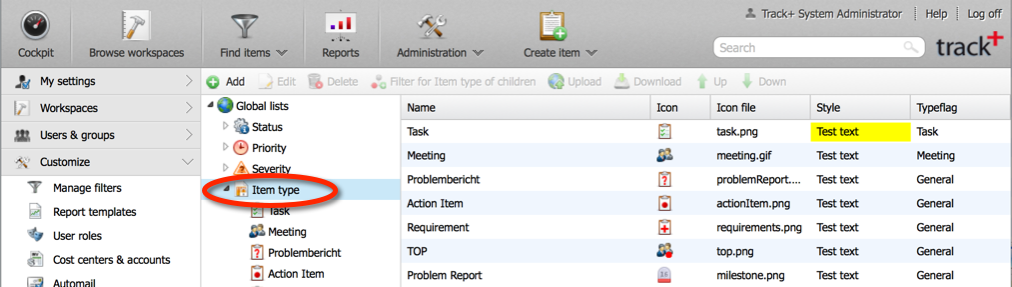 Track+ System Administrator Help Log off
Cockpit Browse workspaces Find items Reports Administration Create item
Search
track+
My settings
Workspaces
Users & groups
Customize
Manage filters
Report templates
User roles
Cost centers & accounts
Automail
Add Edit Delete Filter for Item type of children Upload Download Up Down
Global lists
Status
Priority
Severity
Item type
Task
Meeting
Problembericht
Action Item
Name Icon Icon file Style Typeflag
Task task.png Test text Task
Meeting meeting.gif Test text Meeting
Problembericht problemReport.... Test text General
Action Item actionItem.png Test text General
Requirement requirements.png Test text General
TOP top.png Test text General
Problem Report milestone.png Test text General